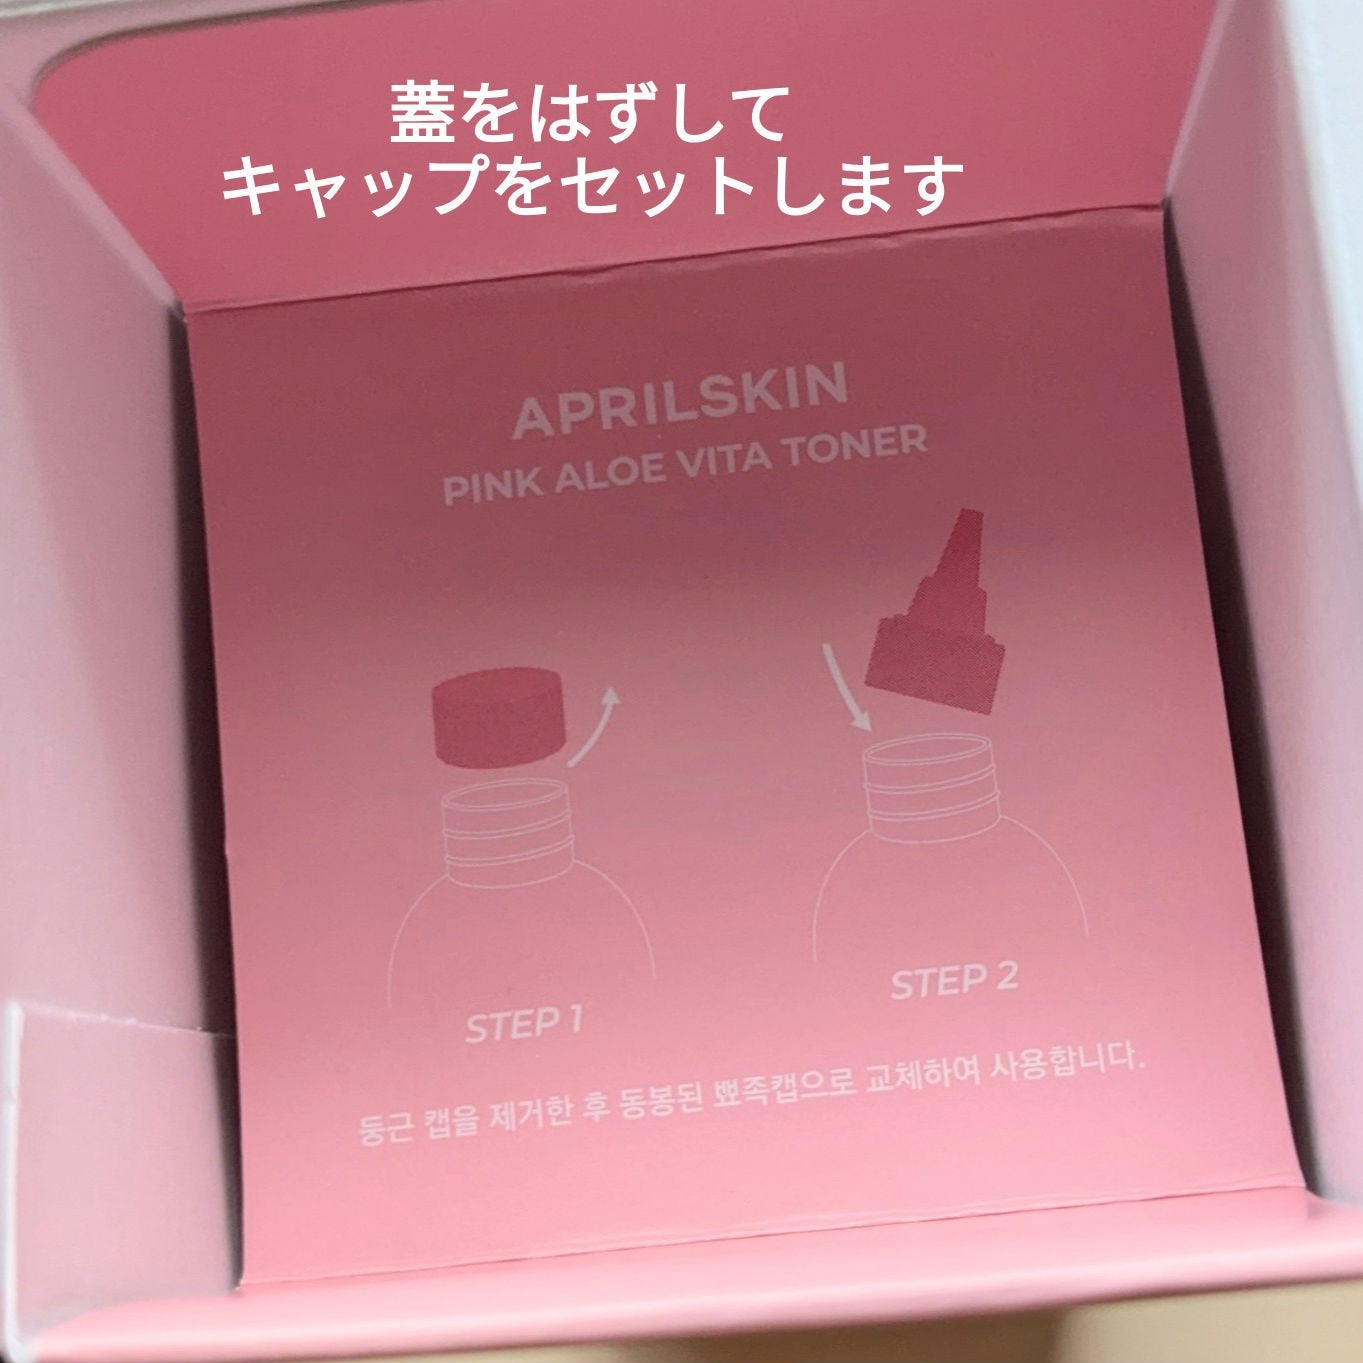 蓋をはずして
キャップをセットします
APRILSKIN
PINK ALOE VITA TONER
STEP 1
STEP 2
둥근 캡을 제거한 후 동봉된 뾰족캡으로 교체하여 사용합니다.